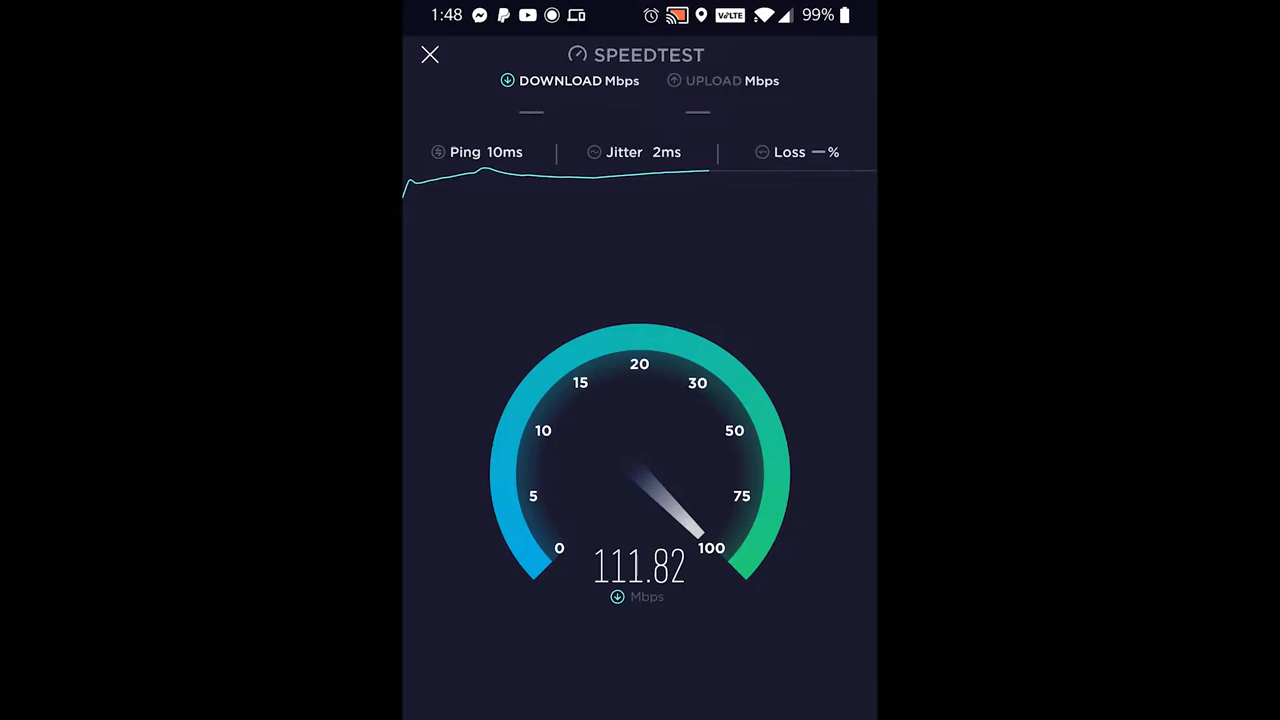 1:48 VoLTE 99%
SPEEDTEST
DOWNLOAD Mbps UPLOAD Mbps
— —
Ping 10ms Jitter 2ms Loss —%
20
15 30
10 50
5 75
0 100
111.82
Mbps